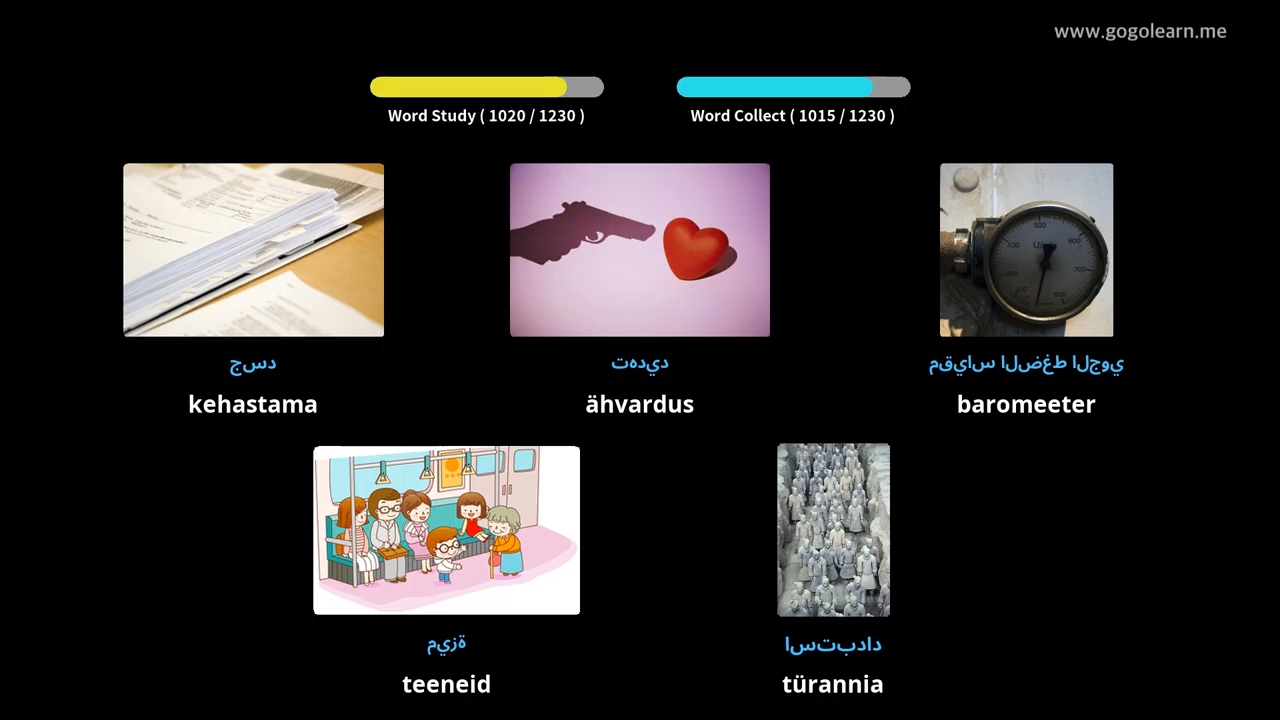 www.gogolearn.me
Word Study ( 1020 / 1230 )
Word Collect ( 1015 / 1230 )
جسد
تهديد
مقياس الضغط الجوي
kehastama
ähvardus
baromeeter
ميزة
استبداد
teeneid
türannia